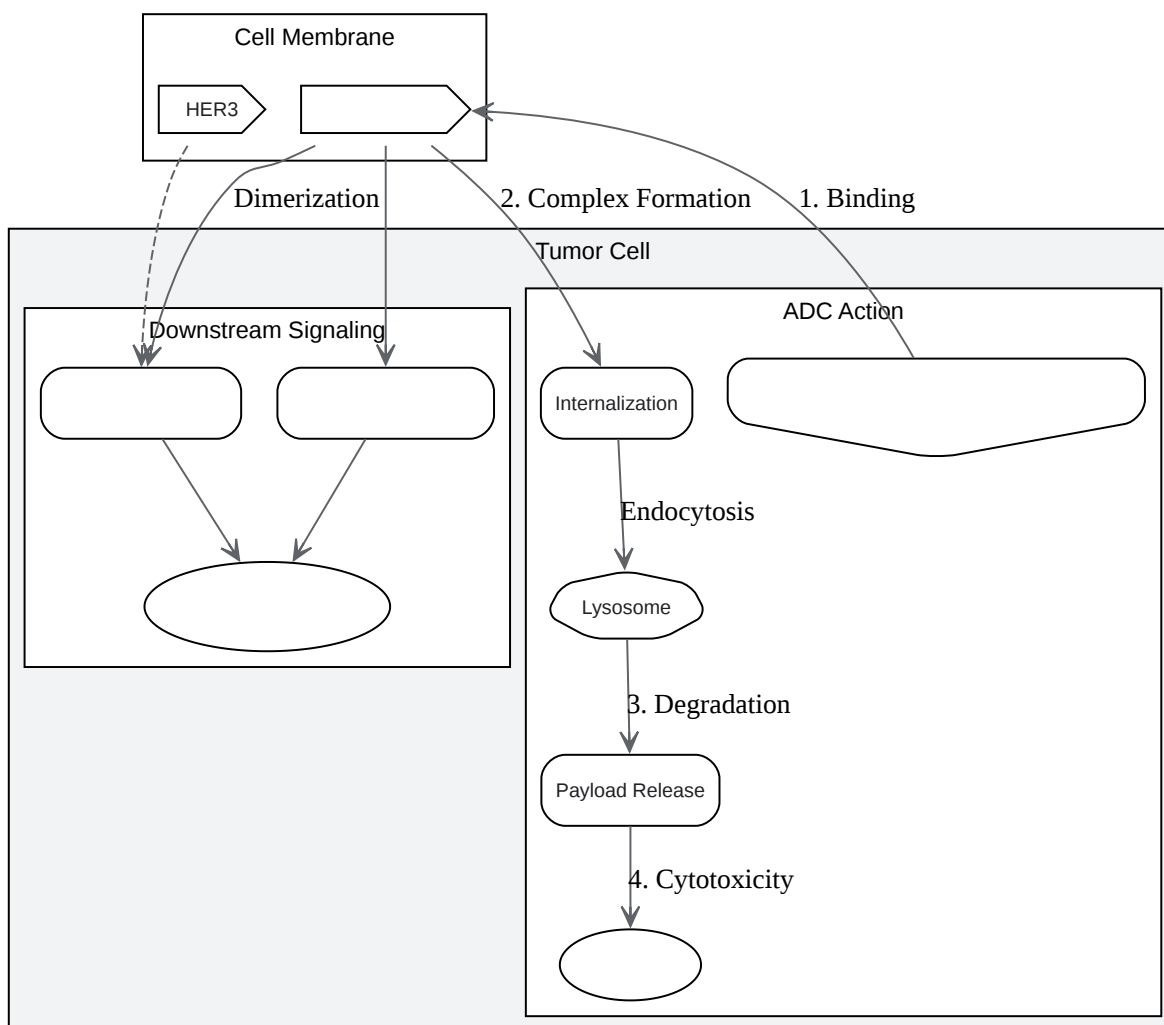 Cell Membrane
HER3
Dimerization
2. Complex Formation
1. Binding
Tumor Cell
ADC Action
Downstream Signaling
Internalization
Endocytosis
Lysosome
3. Degradation
Payload Release
4. Cytotoxicity